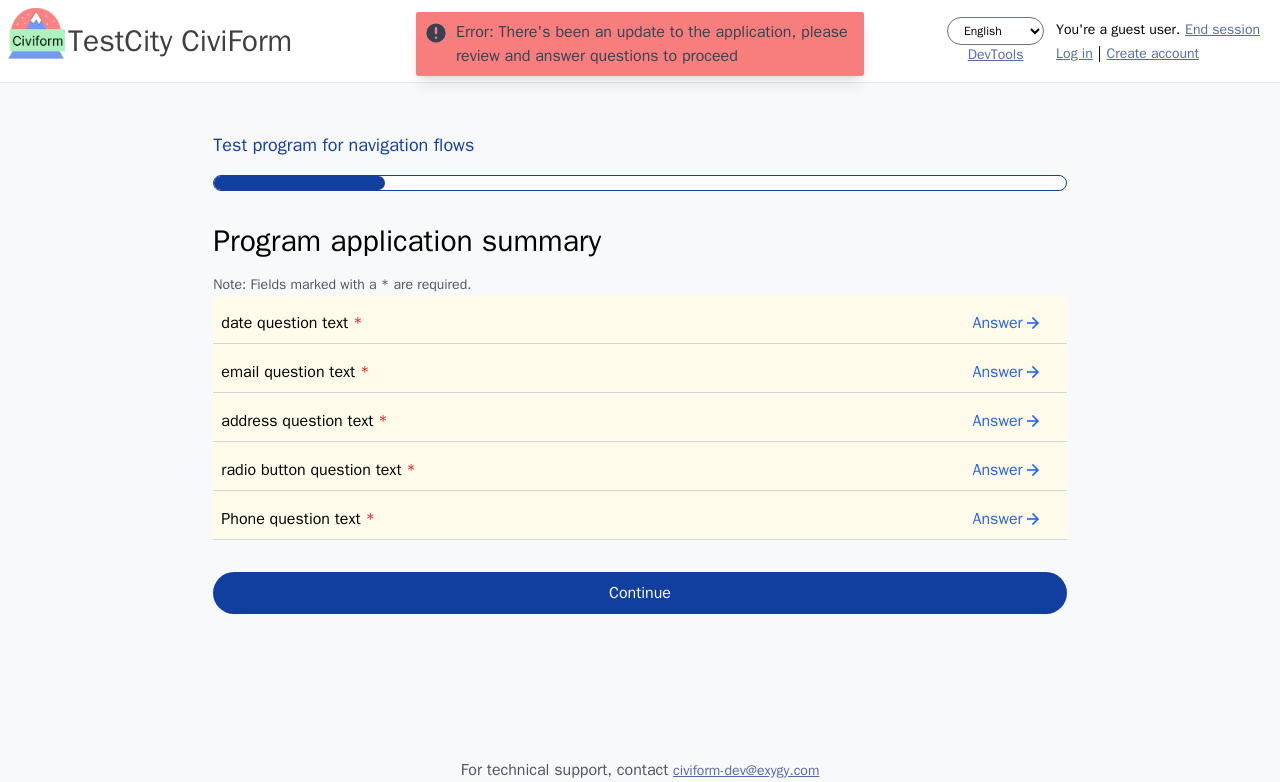 Civiform
TestCity CiviForm
Error: There's been an update to the application, please
review and answer questions to proceed
English
DevTools
You're a guest user. End session
Log in | Create account
Test program for navigation flows
Program application summary
Note: Fields marked with a * are required.
date question text * Answer
email question text * Answer
address question text * Answer
radio button question text * Answer
Phone question text * Answer
Continue
For technical support, contact civiform-dev@exygy.com